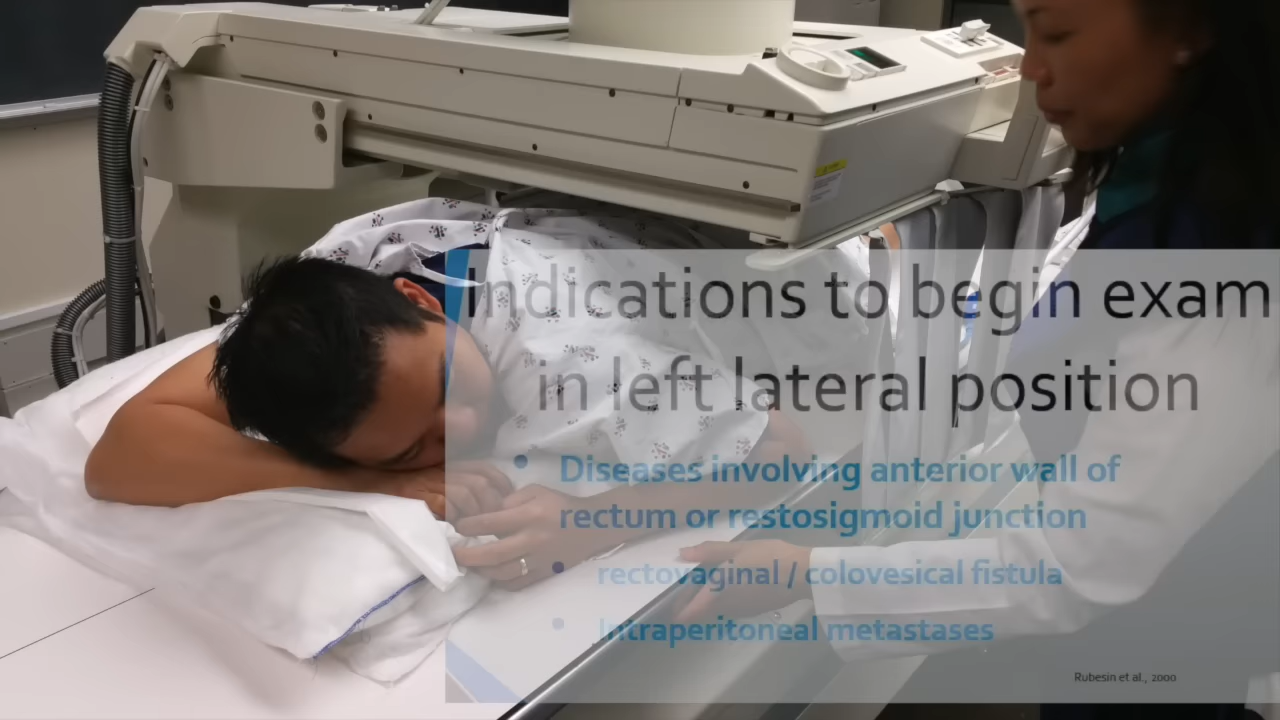 Indications to begin exam
in left lateral position
• Diseases involving anterior wall of
rectum or restosigmoid junction
• rectovaginal / colovesical fistula
• Intraperitoneal metastases
Rubesin et al., 2000